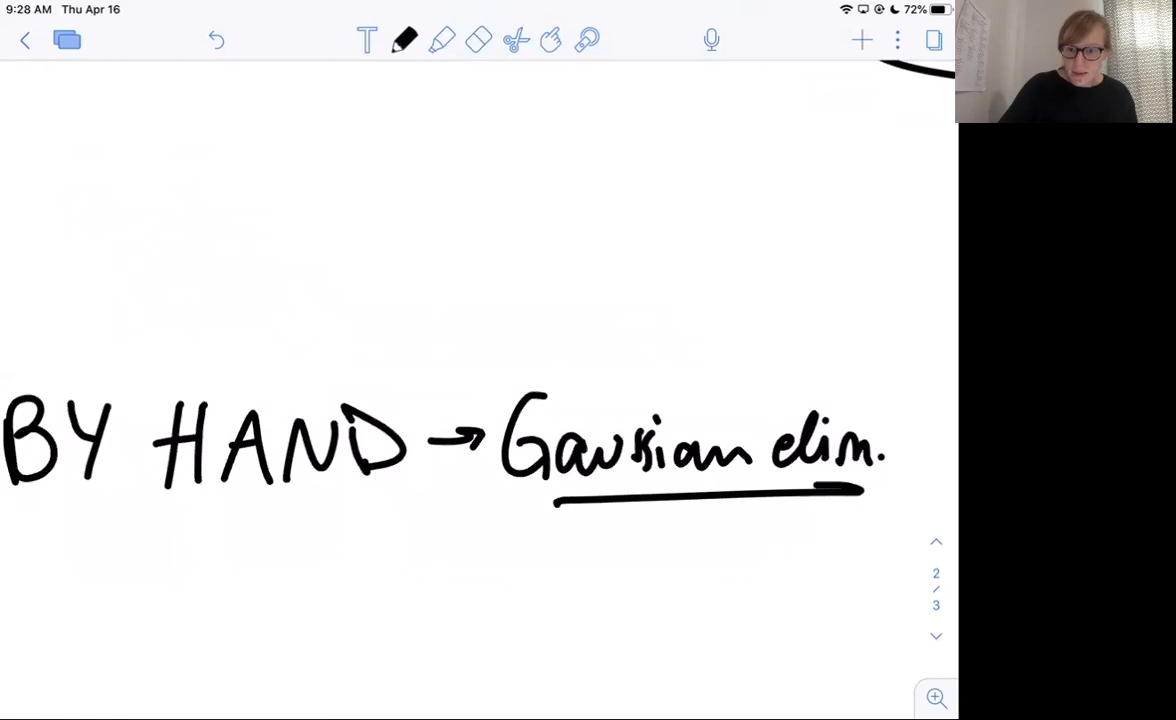 9:28 AM Thu Apr 16
72%
T
BY HAND → Gaussian elim.
2
/
3